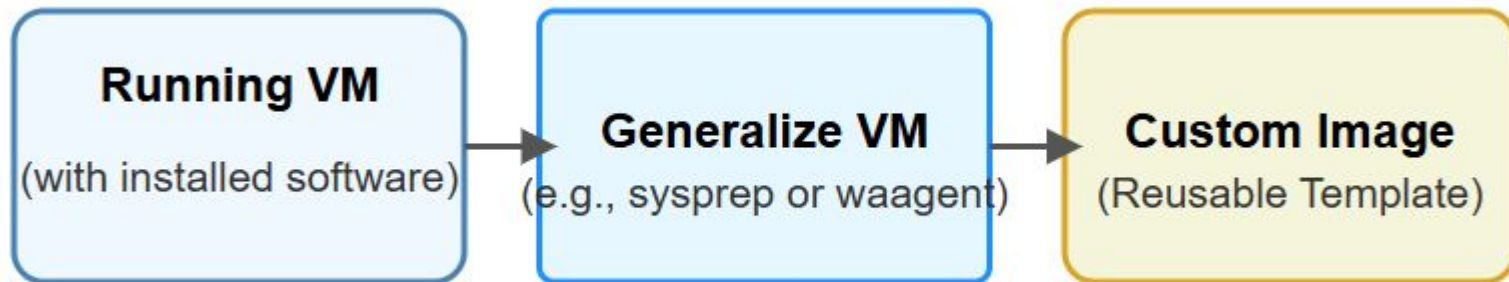 Running VM
(with installed software)
Generalize VM
(e.g., sysprep or waagent)
Custom Image
(Reusable Template)